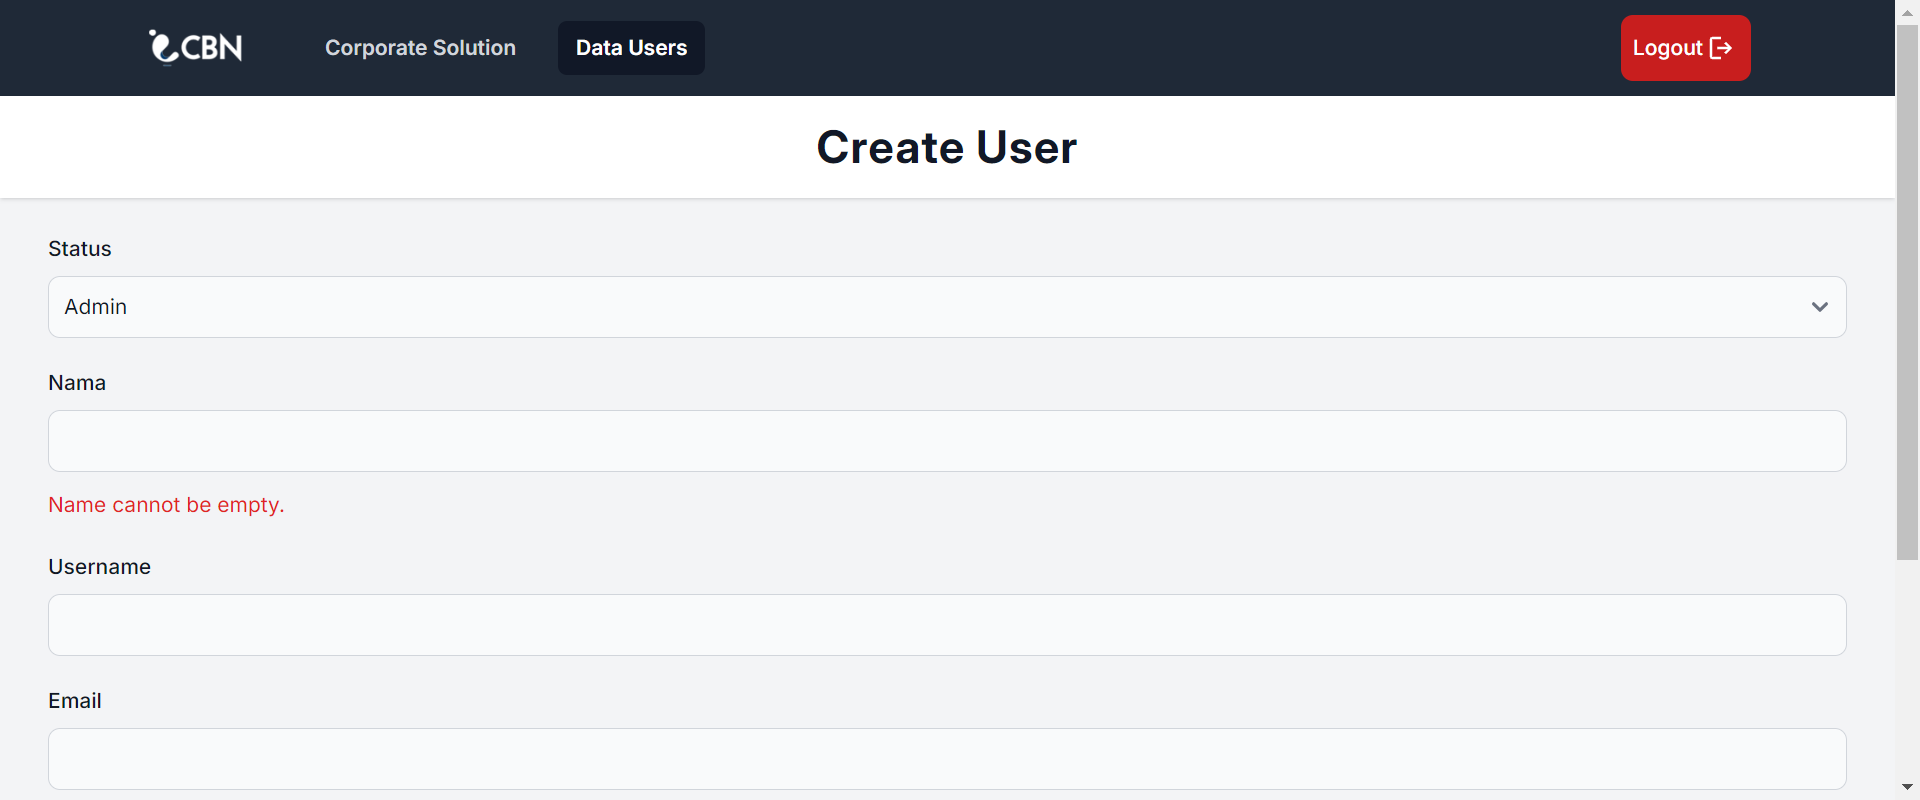 CBN
Corporate Solution
Data Users
Logout
Create User
Status
Admin
Nama
Name cannot be empty.
Username
Email